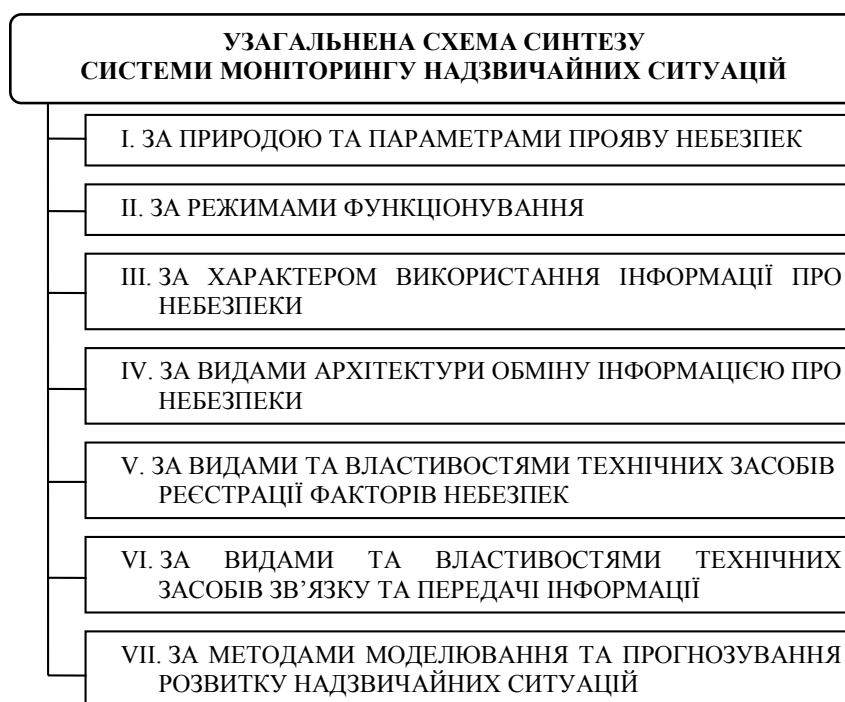 УЗАГАЛЬНЕНА СХЕМА СИНТЕЗУ
СИСТЕМИ МОНІТОРИНГУ НАДЗВИЧАЙНИХ СИТУАЦІЙ
І. ЗА ПРИРОДОЮ ТА ПАРАМЕТРАМИ ПРОЯВУ НЕБЕЗПЕК
ІІ. ЗА РЕЖИМАМИ ФУНКЦІОНУВАННЯ
ІІІ. ЗА ХАРАКТЕРОМ ВИКОРИСТАННЯ ІНФОРМАЦІЇ ПРО
НЕБЕЗПЕКИ
IV. ЗА ВИДАМИ АРХІТЕКТУРИ ОБМІНУ ІНФОРМАЦІЄЮ ПРО
НЕБЕЗПЕКИ
V. ЗА ВИДАМИ ТА ВЛАСТИВОСТЯМИ ТЕХНІЧНИХ ЗАСОБІВ
РЕЄСТРАЦІЇ ФАКТОРІВ НЕБЕЗПЕК
VI. ЗА ВИДАМИ ТА ВЛАСТИВОСТЯМИ ТЕХНІЧНИХ
ЗАСОБІВ ЗВ’ЯЗКУ ТА ПЕРЕДАЧІ ІНФОРМАЦІЇ
VII. ЗА МЕТОДАМИ МОДЕЛЮВАННЯ ТА ПРОГНОЗУВАННЯ
РОЗВИТКУ НАДЗВИЧАЙНИХ СИТУАЦІЙ